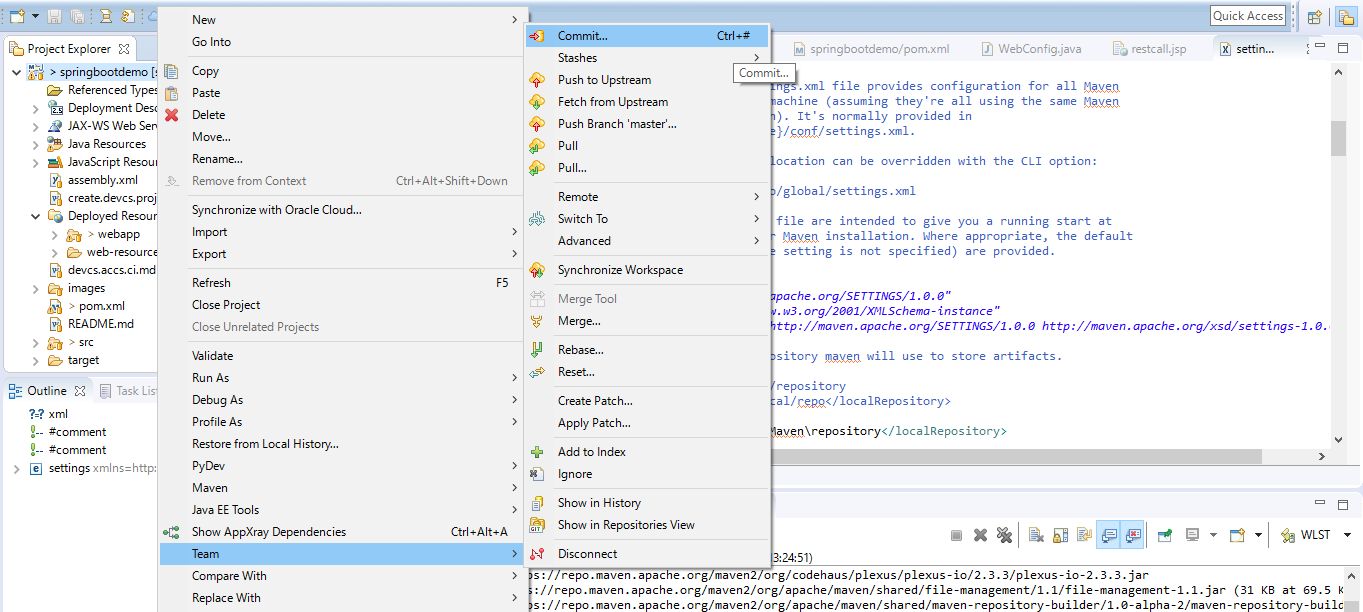 Quick Access
Project Explorer
> springbootdemo [s
Referenced Types
Deployment Desc
JAX-WS Web Serv
Java Resources
JavaScript Resour
assembly.xml
create.devcs.proj
Deployed Resour
> webapp
web-resource
devcs.accs.ci.md
images
> pom.xml
README.md
> src
target
Outline
Task List
?-? xml
#comment
#comment
settings xmlns=http:
New
Go Into
Copy
Paste
Delete
Move...
Rename...
Remove from Context Ctrl+Alt+Shift+Down
Synchronize with Oracle Cloud...
Import
Export
Refresh F5
Close Project
Close Unrelated Projects
Validate
Run As
Debug As
Profile As
Restore from Local History...
PyDev
Maven
Java EE Tools
Show AppXray Dependencies Ctrl+Alt+A
Team
Compare With
Replace With
Commit... Ctrl+#
Stashes
Commit...
Push to Upstream
Fetch from Upstream
Push Branch 'master'...
Pull
Pull...
Remote
Switch To
Advanced
Synchronize Workspace
Merge Tool
Merge...
Rebase...
Reset...
Create Patch...
Apply Patch...
Add to Index
Ignore
Show in History
GIT
Show in Repositories View
Disconnect
springbootdemo/pom.xml
WebConfig.java
restcall.jsp
settin...
ngs.xml file provides configuration for all Maven
machine (assuming they're all using the same Maven
n). It's normally provided in
e}/conf/settings.xml.
location can be overridden with the CLI option:
o/global/settings.xml
file are intended to give you a running start at
r Maven installation. Where appropriate, the default
e setting is not specified) are provided.
apache.org/SETTINGS/1.0.0"
w.w3.org/2001/XMLSchema-instance"
http://maven.apache.org/SETTINGS/1.0.0 http://maven.apache.org/xsd/settings-1.0.
ository maven will use to store artifacts.
/repository
cal/repo</localRepository>
Maven\repository</localRepository>
WLST
3:24:51)
ps://repo.maven.apache.org/maven2/org/codehaus/plexus/plexus-io/2.3.3/plexus-io-2.3.3.jar
ps://repo.maven.apache.org/maven2/org/apache/maven/shared/file-management/1.1/file-management-1.1.jar (31 KB at 69.5 K
ps://repo.maven.apache.org/maven2/org/apache/maven/shared/maven-repository-builder/1.0-alpha-2/maven-repository-build